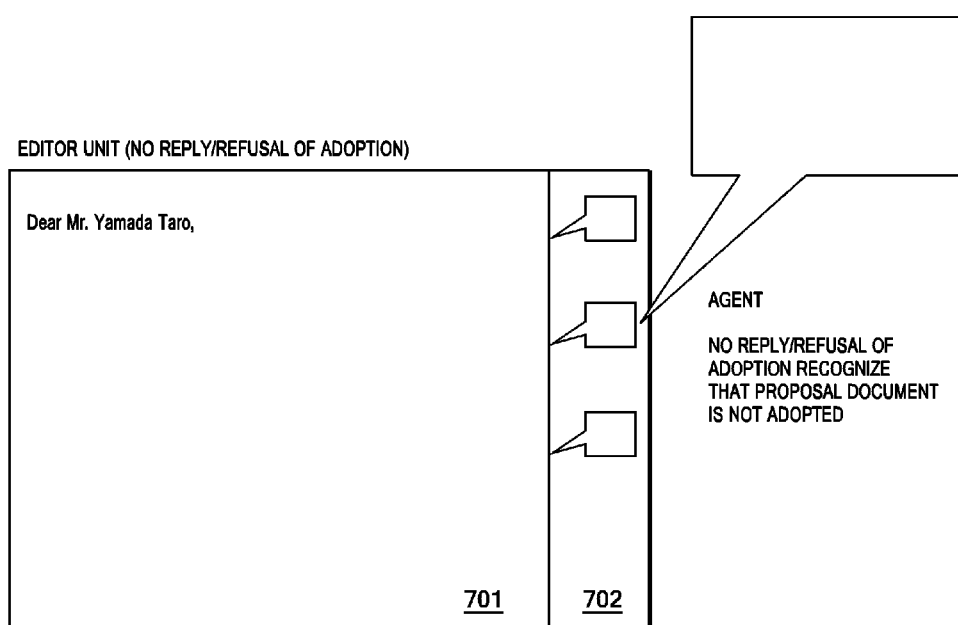 EDITOR UNIT (NO REPLY/REFUSAL OF ADOPTION)
Dear Mr. Yamada Taro,
AGENT
NO REPLY/REFUSAL OF
ADOPTION RECOGNIZE
THAT PROPOSAL DOCUMENT
IS NOT ADOPTED
701
702